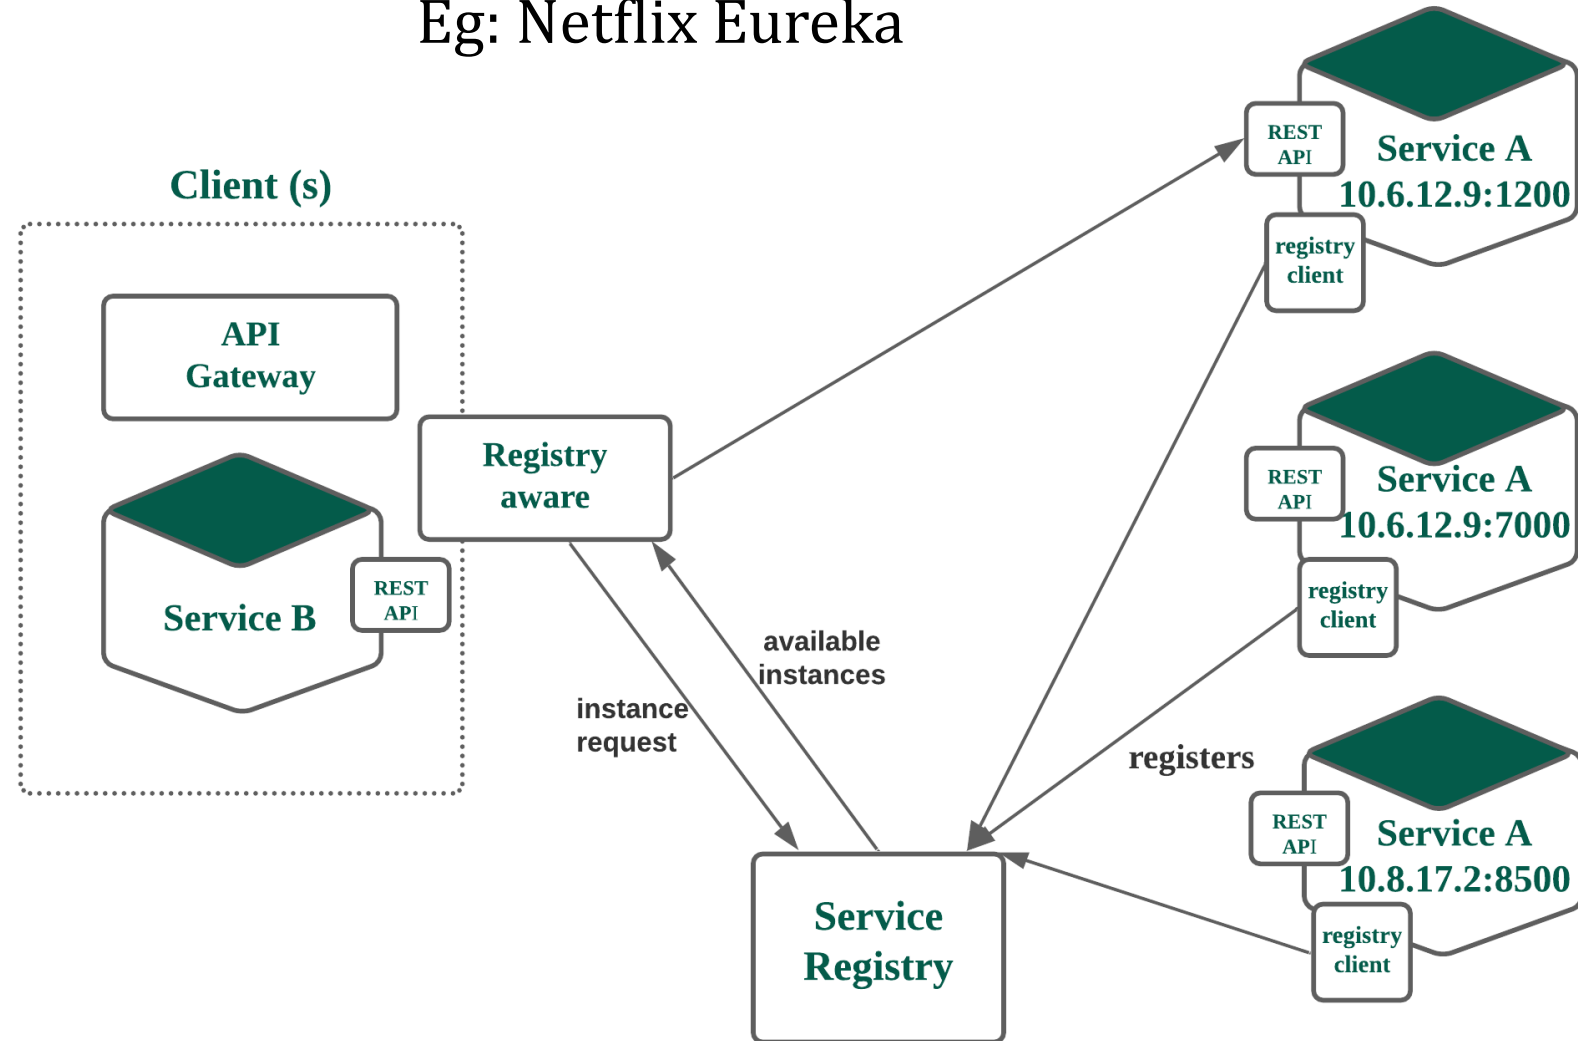 Eg: Netflix Eureka
Client (s)
API
Gateway
Registry
aware
Service B
REST
API
instance
request
available
instances
registers
Service
Registry
REST
API
Service A
10.6.12.9:1200
registry
client
REST
API
Service A
10.6.12.9:7000
registry
client
REST
API
Service A
10.8.17.2:8500
registry
client